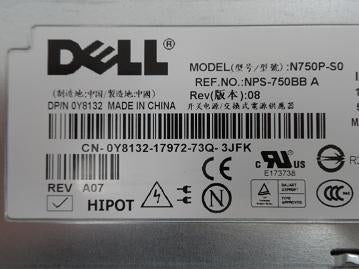 DELL®
MODEL(型号/型號):N750P-S0
REF.NO.:NPS-750BB A
(制造地:中国/製造地:中國)
Rev(版本):08
DP/N 0Y8132 MADE IN CHINA
开关电源/交換式電源供應器
CN- 0Y8132-17972-73Q- 3JFK
REV A07
HIPOT
E173738